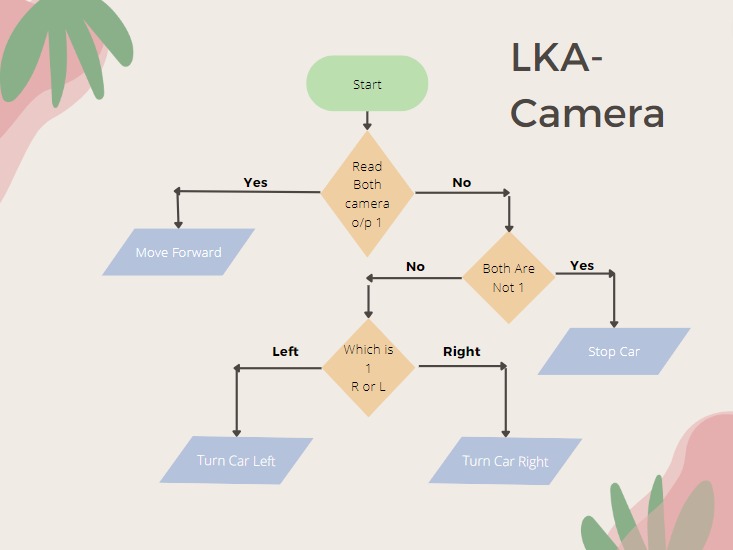 LKA-
Camera
Start
Read
Both
camera
o/p 1
Yes
No
Move Forward
Both Are
Not 1
No
Yes
Stop Car
Which is
1
R or L
Left
Right
Turn Car Left
Turn Car Right